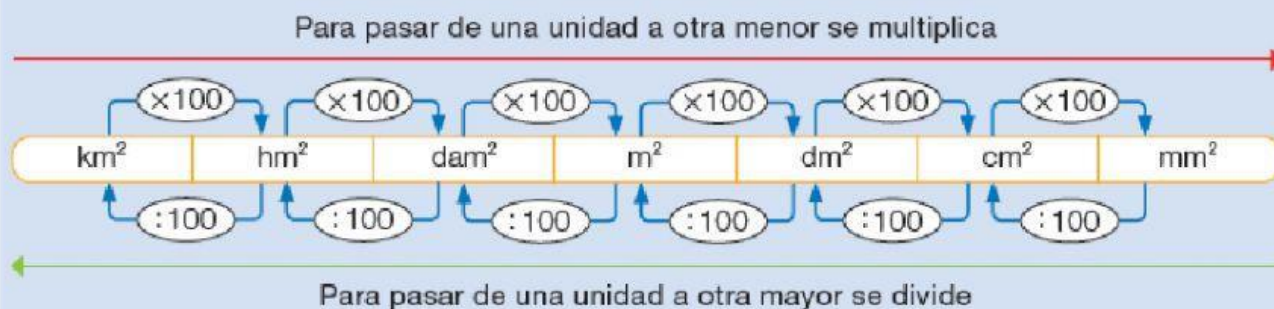 Para pasar de una unidad a otra menor se multiplica
×100 ×100 ×100 ×100 ×100 ×100
km² hm² dam² m² dm² cm² mm²
:100 :100 :100 :100 :100 :100
Para pasar de una unidad a otra mayor se divide